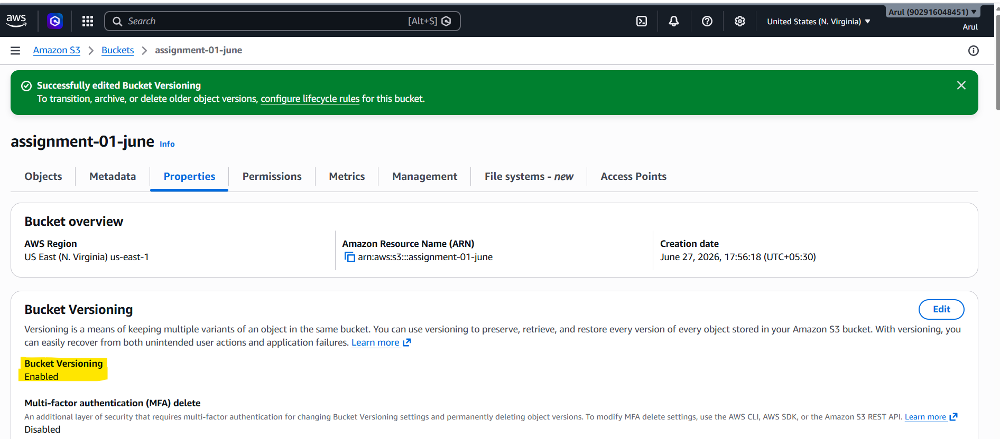 aws
Search [Alt+S]
United States (N. Virginia)
Arul (902916048451)
Arul
Amazon S3 > Buckets > assignment-01-june
Successfully edited Bucket Versioning
To transition, archive, or delete older object versions, configure lifecycle rules for this bucket.
assignment-01-june Info
Objects Metadata Properties Permissions Metrics Management File systems - new Access Points
Bucket overview
AWS Region
US East (N. Virginia) us-east-1
Amazon Resource Name (ARN)
arn:aws:s3:::assignment-01-june
Creation date
June 27, 2026, 17:56:18 (UTC+05:30)
Bucket Versioning
Edit
Versioning is a means of keeping multiple variants of an object in the same bucket. You can use versioning to preserve, retrieve, and restore every version of every object stored in your Amazon S3 bucket. With versioning, you
can easily recover from both unintended user actions and application failures. Learn more
Bucket Versioning
Enabled
Multi-factor authentication (MFA) delete
An additional layer of security that requires multi-factor authentication for changing Bucket Versioning settings and permanently deleting object versions. To modify MFA delete settings, use the AWS CLI, AWS SDK, or the Amazon S3 REST API. Learn more
Disabled